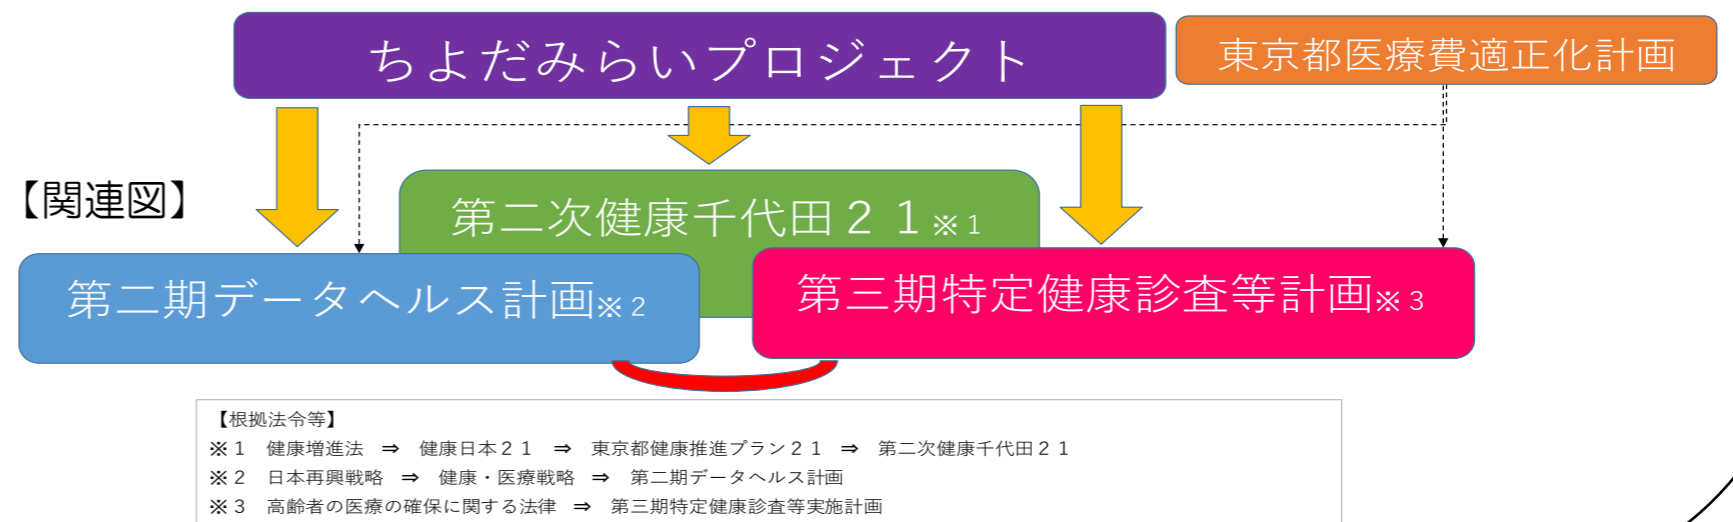 ちよだみらいプロジェクト
東京都医療費適正化計画
【関連図】
第二次健康千代田２１※１
第二期データヘルス計画※２
第三期特定健康診査等計画※３
【根拠法令等】
※１　健康増進法　⇒　健康日本２１　⇒　東京都健康推進プラン２１　⇒　第二次健康千代田２１
※２　日本再興戦略　⇒　健康・医療戦略　⇒　第二期データヘルス計画
※３　高齢者の医療の確保に関する法律　⇒　第三期特定健康診査等実施計画